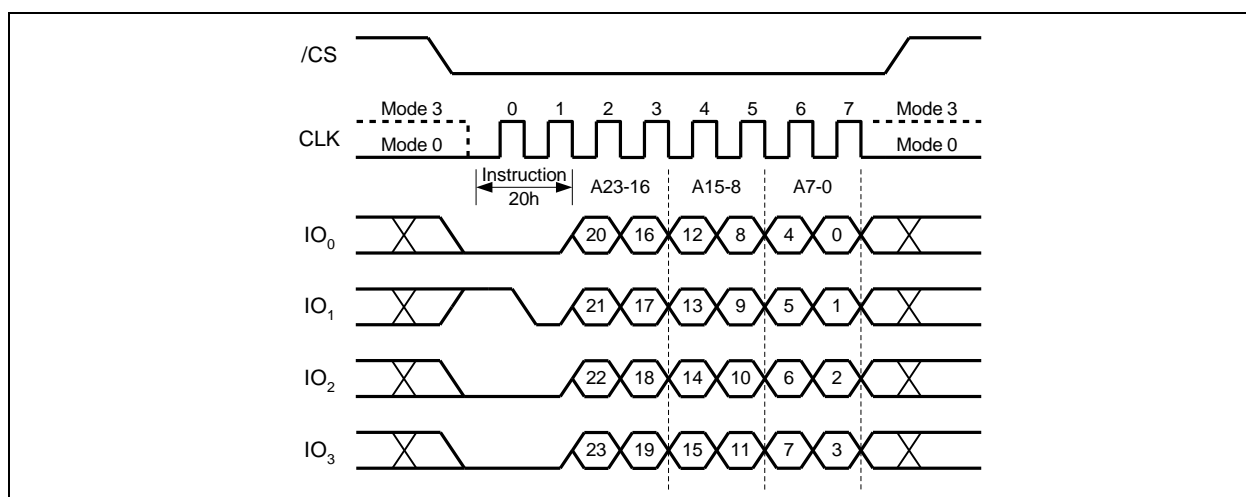 /CS
Mode 3 0 1 2 3 4 5 6 7 Mode 3
CLK
Mode 0 Mode 0
Instruction
20h
A23-16 A15-8 A7-0
IO0 20 16 12 8 4 0
IO1 21 17 13 9 5 1
IO2 22 18 14 10 6 2
IO3 23 19 15 11 7 3